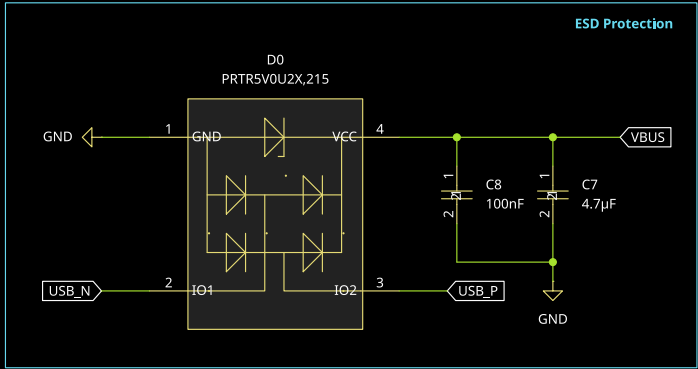 ESD Protection
D0
PRTR5V0U2X,215
GND
1
GND
VCC
4
VBUS
1
2
C8
100nF
1
2
C7
4.7µF
USB_N
2
IO1
IO2
3
USB_P
GND